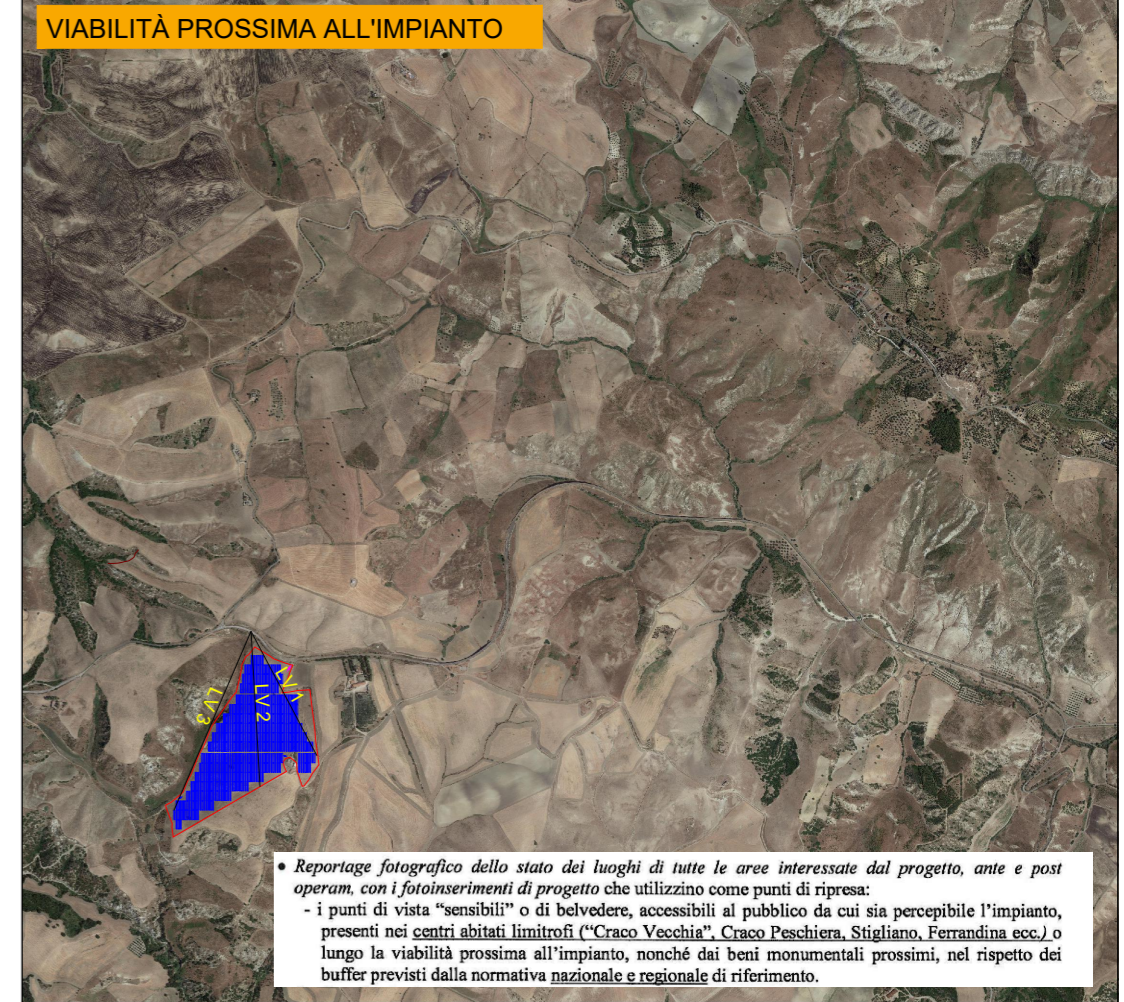 VIABILITÀ PROSSIMA ALL'IMPIANTO
LV 1
LV 2
LV 3
• Reportage fotografico dello stato dei luoghi di tutte le aree interessate dal progetto, ante e post
operam, con i fotoinserimenti di progetto che utilizzino come punti di ripresa:
- i punti di vista “sensibili” o di belvedere, accessibili al pubblico da cui sia percepibile l’impianto,
presenti nei centri abitati limitrofi (“Craco Vecchia”, Craco Peschiera, Stigliano, Ferrandina ecc.) o
lungo la viabilità prossima all’impianto, nonché dai beni monumentali prossimi, nel rispetto dei
buffer previsti dalla normativa nazionale e regionale di riferimento.